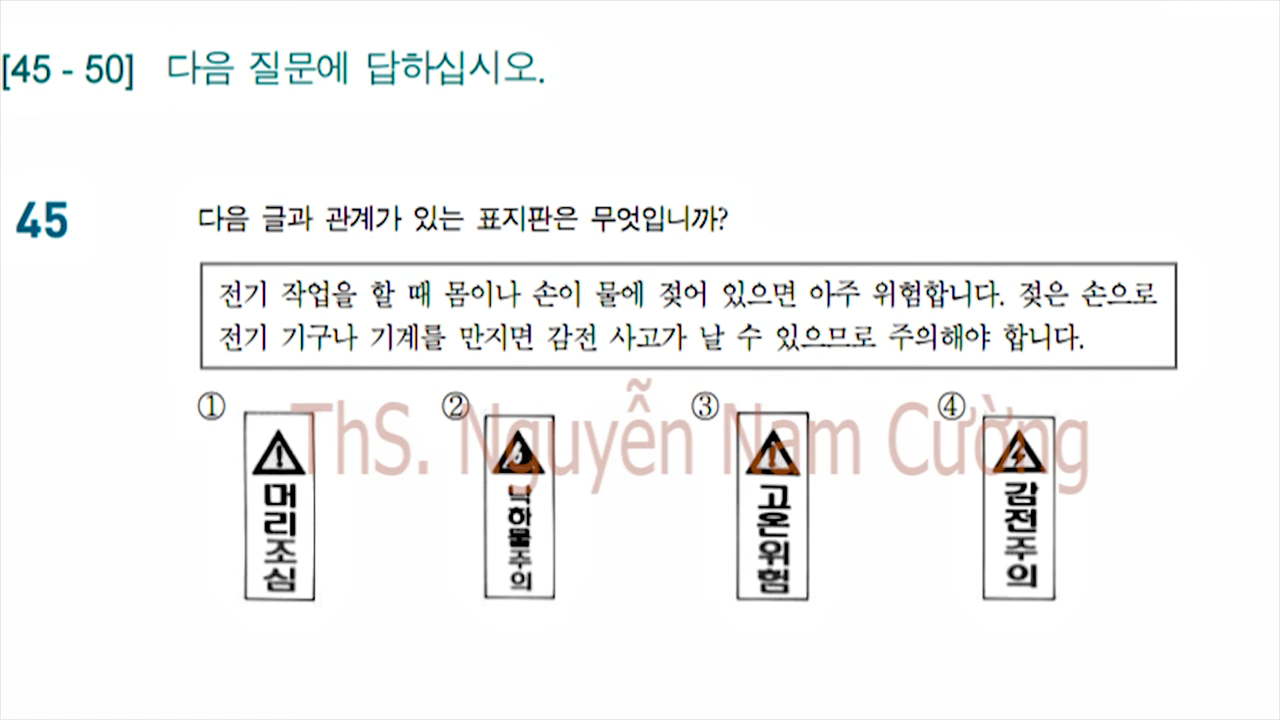 [45 - 50] 다음 질문에 답하십시오.
45
다음 글과 관계가 있는 표지판은 무엇입니까?
전기 작업을 할 때 몸이나 손이 물에 젖어 있으면 아주 위험합니다. 젖은 손으로
전기 기구나 기계를 만지면 감전 사고가 날 수 있으므로 주의해야 합니다.
① 머리조심
② 낙하물주의
③ 고온위험
④ 감전주의
ThS. Nguyễn Nam Cường